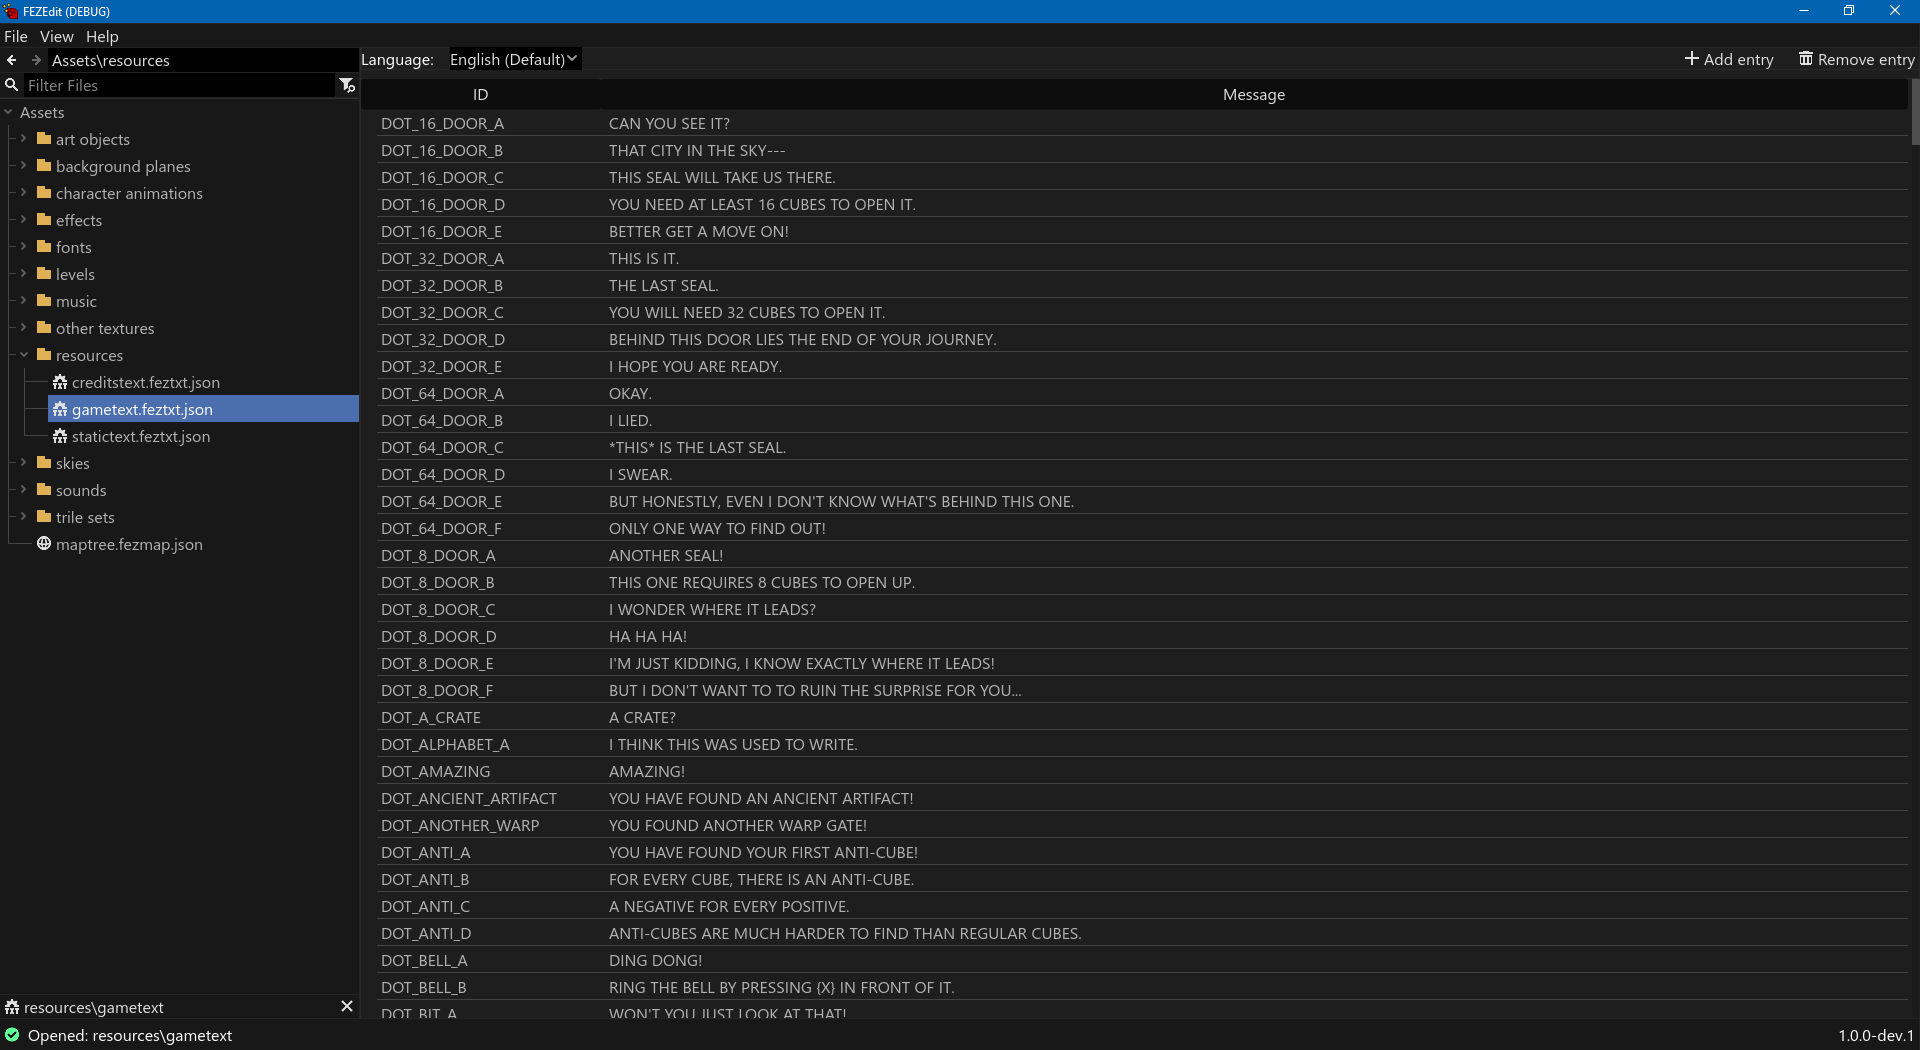 FEZEdit (DEBUG)
File View Help
Assets\resources
Language: English (Default)
Add entry
Remove entry
Filter Files
Assets
art objects
background planes
character animations
effects
fonts
levels
music
other textures
resources
creditstext.feztxt.json
gametext.feztxt.json
statictext.feztxt.json
skies
sounds
trile sets
maptree.fezmap.json
ID Message
DOT_16_DOOR_A CAN YOU SEE IT?
DOT_16_DOOR_B THAT CITY IN THE SKY---
DOT_16_DOOR_C THIS SEAL WILL TAKE US THERE.
DOT_16_DOOR_D YOU NEED AT LEAST 16 CUBES TO OPEN IT.
DOT_16_DOOR_E BETTER GET A MOVE ON!
DOT_32_DOOR_A THIS IS IT.
DOT_32_DOOR_B THE LAST SEAL.
DOT_32_DOOR_C YOU WILL NEED 32 CUBES TO OPEN IT.
DOT_32_DOOR_D BEHIND THIS DOOR LIES THE END OF YOUR JOURNEY.
DOT_32_DOOR_E I HOPE YOU ARE READY.
DOT_64_DOOR_A OKAY.
DOT_64_DOOR_B I LIED.
DOT_64_DOOR_C *THIS* IS THE LAST SEAL.
DOT_64_DOOR_D I SWEAR.
DOT_64_DOOR_E BUT HONESTLY, EVEN I DON'T KNOW WHAT'S BEHIND THIS ONE.
DOT_64_DOOR_F ONLY ONE WAY TO FIND OUT!
DOT_8_DOOR_A ANOTHER SEAL!
DOT_8_DOOR_B THIS ONE REQUIRES 8 CUBES TO OPEN UP.
DOT_8_DOOR_C I WONDER WHERE IT LEADS?
DOT_8_DOOR_D HA HA HA!
DOT_8_DOOR_E I'M JUST KIDDING, I KNOW EXACTLY WHERE IT LEADS!
DOT_8_DOOR_F BUT I DON'T WANT TO TO RUIN THE SURPRISE FOR YOU...
DOT_A_CRATE A CRATE?
DOT_ALPHABET_A I THINK THIS WAS USED TO WRITE.
DOT_AMAZING AMAZING!
DOT_ANCIENT_ARTIFACT YOU HAVE FOUND AN ANCIENT ARTIFACT!
DOT_ANOTHER_WARP YOU FOUND ANOTHER WARP GATE!
DOT_ANTI_A YOU HAVE FOUND YOUR FIRST ANTI-CUBE!
DOT_ANTI_B FOR EVERY CUBE, THERE IS AN ANTI-CUBE.
DOT_ANTI_C A NEGATIVE FOR EVERY POSITIVE.
DOT_ANTI_D ANTI-CUBES ARE MUCH HARDER TO FIND THAN REGULAR CUBES.
DOT_BELL_A DING DONG!
DOT_BELL_B RING THE BELL BY PRESSING {X} IN FRONT OF IT.
DOT_BIT_A WON'T YOU JUST LOOK AT THAT!
resources\gametext
Opened: resources\gametext
1.0.0-dev.1